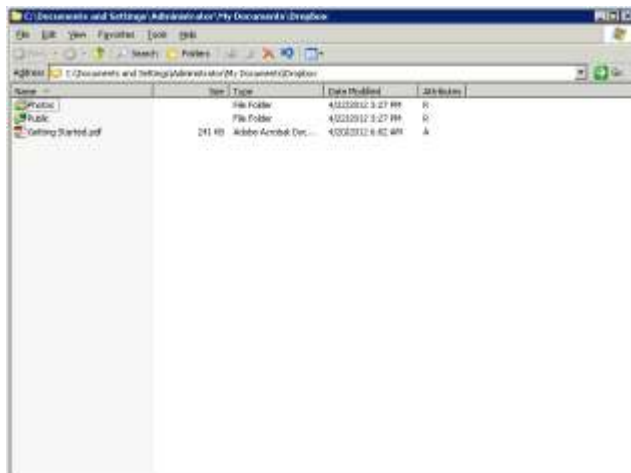 C:\Documents and Settings\Administrator\My Documents\Dropbox
File Edit View Favorites Tools Help
Search Folders
Address C:\Documents and Settings\Administrator\My Documents\Dropbox Go
Name Size Type Date Modified Attributes
Photos File Folder 4/22/2012 3:27 PM R
Public File Folder 4/22/2012 3:27 PM R
Getting Started.pdf 241 KB Adobe Acrobat Doc... 4/20/2012 6:02 AM A